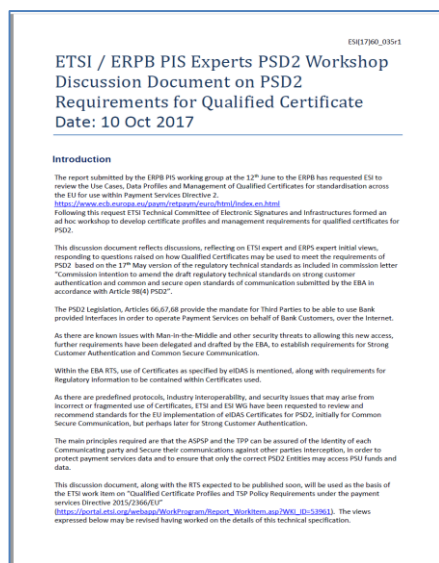 ESI(17)60_035r1
ETSI / ERPB PIS Experts PSD2 Workshop
Discussion Document on PSD2
Requirements for Qualified Certificate
Date: 10 Oct 2017
Introduction
The report submitted by the ERPB PIS working group at the 12th June to the ERPB has requested ESI to
review the Use Cases, Data Profiles and Management of Qualified Certificates for standardisation across
the EU for use within Payment Services Directive 2.
https://www.ecb.europa.eu/paym/retpaym/euro/html/index.en.html
Following this request ETSI Technical Committee of Electronic Signatures and Infrastructures formed an
ad hoc workshop to develop certificate profiles and management requirements for qualified certificates for
PSD2.
This discussion document reflects discussions, reflecting on ETSI expert and ERPS expert initial views,
responding to questions raised on how Qualified Certificates may be used to meet the requirements of
PSD2 based on the 17th May version of the regulatory technical standards as included in commission letter
"Commission intention to amend the draft regulatory technical standards on strong customer
authentication and common and secure open standards of communication submitted by the EBA in
accordance with Article 98(4) PSD2".
The PSD2 Legislation, Articles 66,67,68 provide the mandate for Third Parties to be able to use Bank
provided Interfaces in order to operate Payment Services on behalf of Bank Customers, over the Internet.
As there are known issues with Man-in-the-Middle and other security threats to allowing this new access,
further requirements have been delegated and drafted by the EBA, to establish requirements for Strong
Customer Authentication and Common Secure Communication.
Within the EBA RTS, use of Certificates as specified by eIDAS is mentioned, along with requirements for
Regulatory information to be contained within Certificates used.
As there are predefined protocols, industry interoperability, and security issues that may arise from
incorrect or fragmented use of Certificates, ETSI and ESI WG have been requested to review and
recommend standards for the EU implementation of eIDAS Certificates for PSD2, initially for Common
Secure Communication, but perhaps later for Strong Customer Authentication.
The main principles required are that the ASPSP and the TPP can be assured of the Identity of each
Communicating party and Secure their communications against other parties interception, in order to
protect payment services data and to ensure that only the correct PSD2 Entities may access PSU funds and
data.
This discussion document, along with the RTS expected to be published soon, will be used as the basis of
the ETSI work item on "Qualified Certificate Profiles and TSP Policy Requirements under the payment
services Directive 2015/2366/EU"
(https://portal.etsi.org/webapp/WorkProgram/Report_WorkItem.asp?WKI_ID=53961). The views
expressed below may be revised having worked on the details of this technical specification.